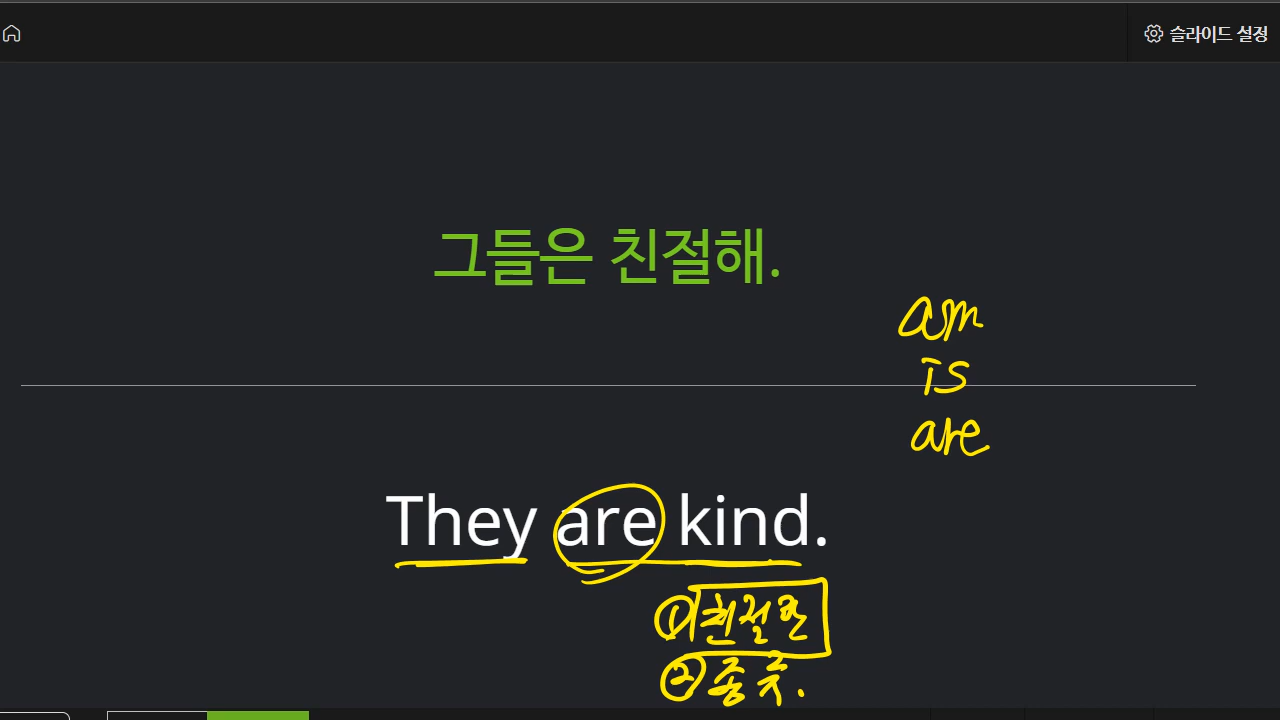 슬라이드 설정
그들은 친절해.
am
is
are
They are kind.
①친절한
②종류.